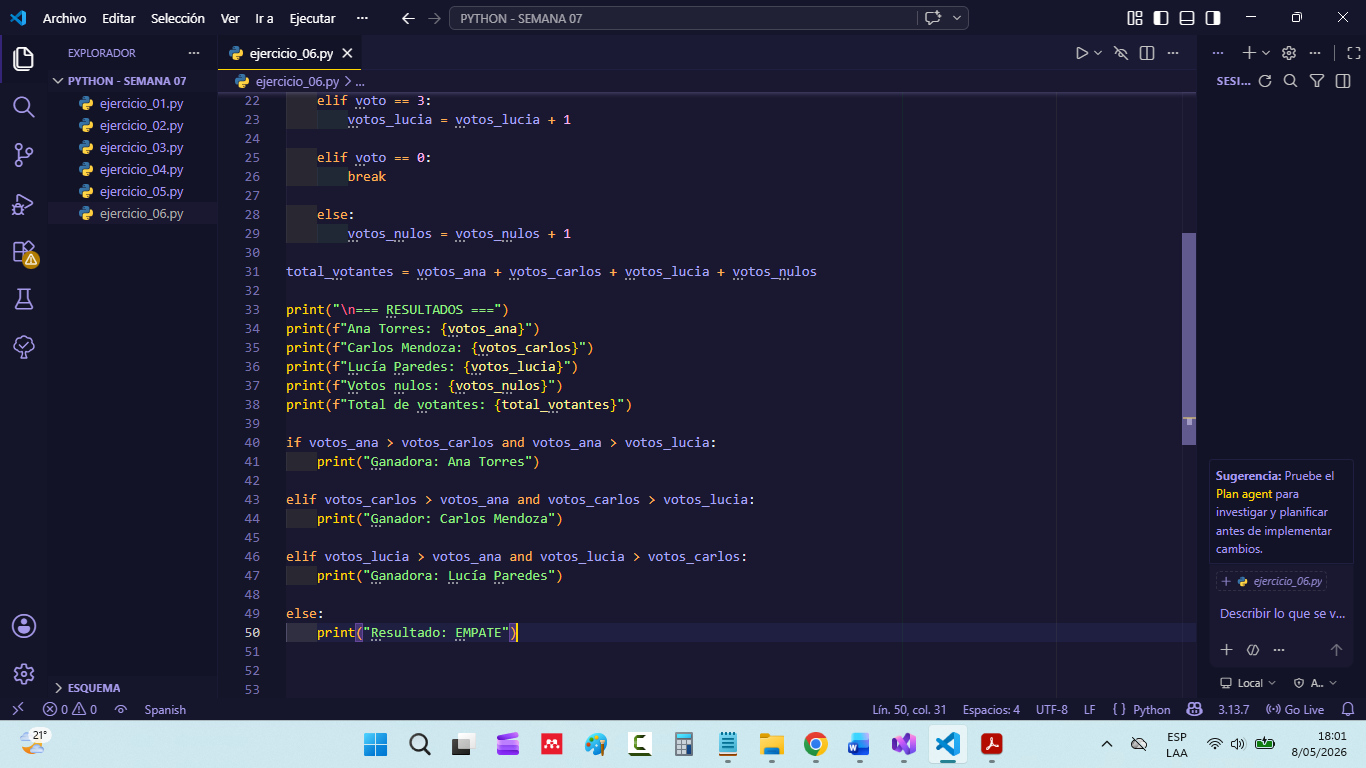 Archivo Editar Selección Ver Ir a Ejecutar ···
PYTHON - SEMANA 07
EXPLORADOR ···
PYTHON - SEMANA 07
ejercicio_01.py
ejercicio_02.py
ejercicio_03.py
ejercicio_04.py
ejercicio_05.py
ejercicio_06.py
ESQUEMA
ejercicio_06.py
ejercicio_06.py > ...
22 elif voto == 3:
23 votos_lucia = votos_lucia + 1
24
25 elif voto == 0:
26 break
27
28 else:
29 votos_nulos = votos_nulos + 1
30
31 total_votantes = votos_ana + votos_carlos + votos_lucia + votos_nulos
32
33 print("\n=== RESULTADOS ===")
34 print(f"Ana Torres: {votos_ana}")
35 print(f"Carlos Mendoza: {votos_carlos}")
36 print(f"Lucía Paredes: {votos_lucia}")
37 print(f"Votos nulos: {votos_nulos}")
38 print(f"Total de votantes: {total_votantes}")
39
40 if votos_ana > votos_carlos and votos_ana > votos_lucia:
41 print("Ganadora: Ana Torres")
42
43 elif votos_carlos > votos_ana and votos_carlos > votos_lucia:
44 print("Ganador: Carlos Mendoza")
45
46 elif votos_lucia > votos_ana and votos_lucia > votos_carlos:
47 print("Ganadora: Lucía Paredes")
48
49 else:
50 print("Resultado: EMPATE")
51
52
53
SESI...
Sugerencia: Pruebe el
Plan agent para
investigar y planificar
antes de implementar
cambios.
ejercicio_06.py
Describir lo que se v...
Local
A..
0 0 Spanish
Lín. 50, col. 31 Espacios: 4 UTF-8 LF { } Python 3.13.7 Go Live
21°
ESP
LAA
18:01
8/05/2026